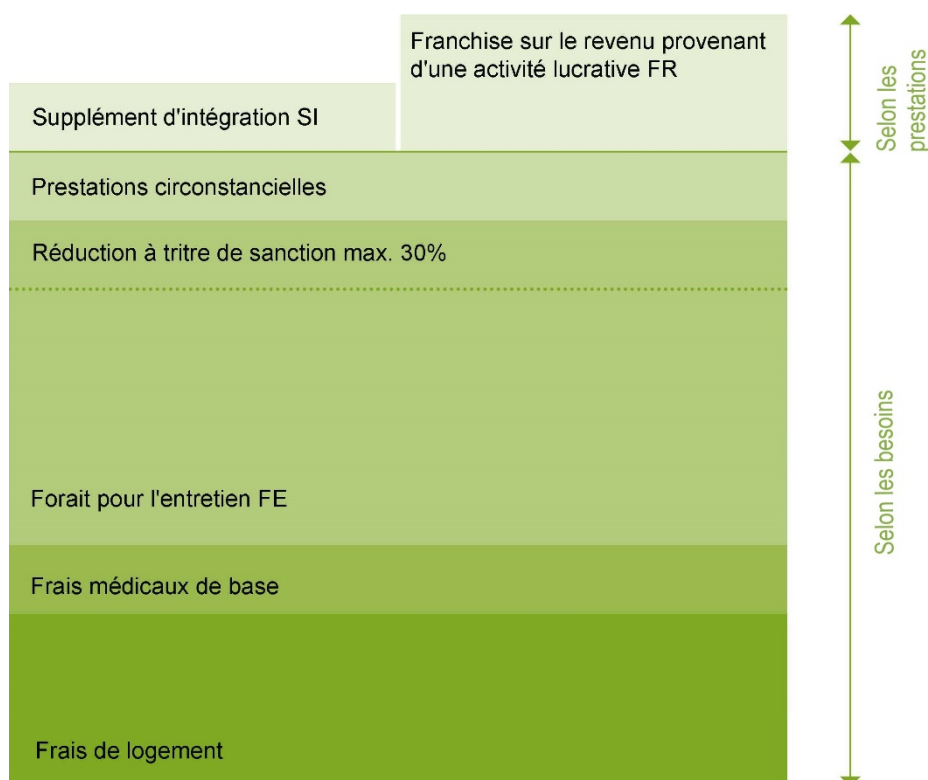 Franchise sur le revenu provenant
d'une activité lucrative FR
Supplément d'intégration SI
Prestations circonstancielles
Réduction à tritre de sanction max. 30%
Forait pour l'entretien FE
Frais médicaux de base
Frais de logement
Selon les
prestations
Selon les besoins